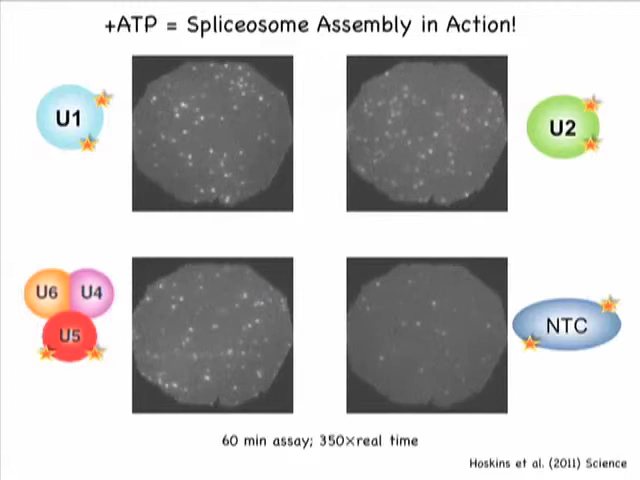 +ATP = Spliceosome Assembly in Action!
U1
U2
U6 U4
U5
NTC
60 min assay; 350×real time
Hoskins et al. (2011) Science